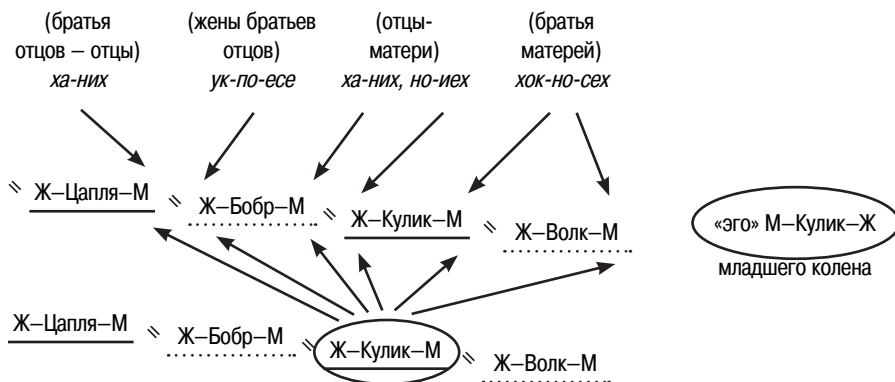 (братья
отцов – отцы)
ха-них
(жены братьев
отцов)
ук-по-есе
(отцы-
матери)
ха-них, но-иех
(братья
матерей)
хок-но-сех
= Ж–Цапля–М = Ж–Бобр–М = Ж–Кулик–М = Ж–Волк–М
«эго» М–Кулик–Ж
младшего колена
Ж–Цапля–М = Ж–Бобр–М = Ж–Кулик–М = Ж–Волк–М